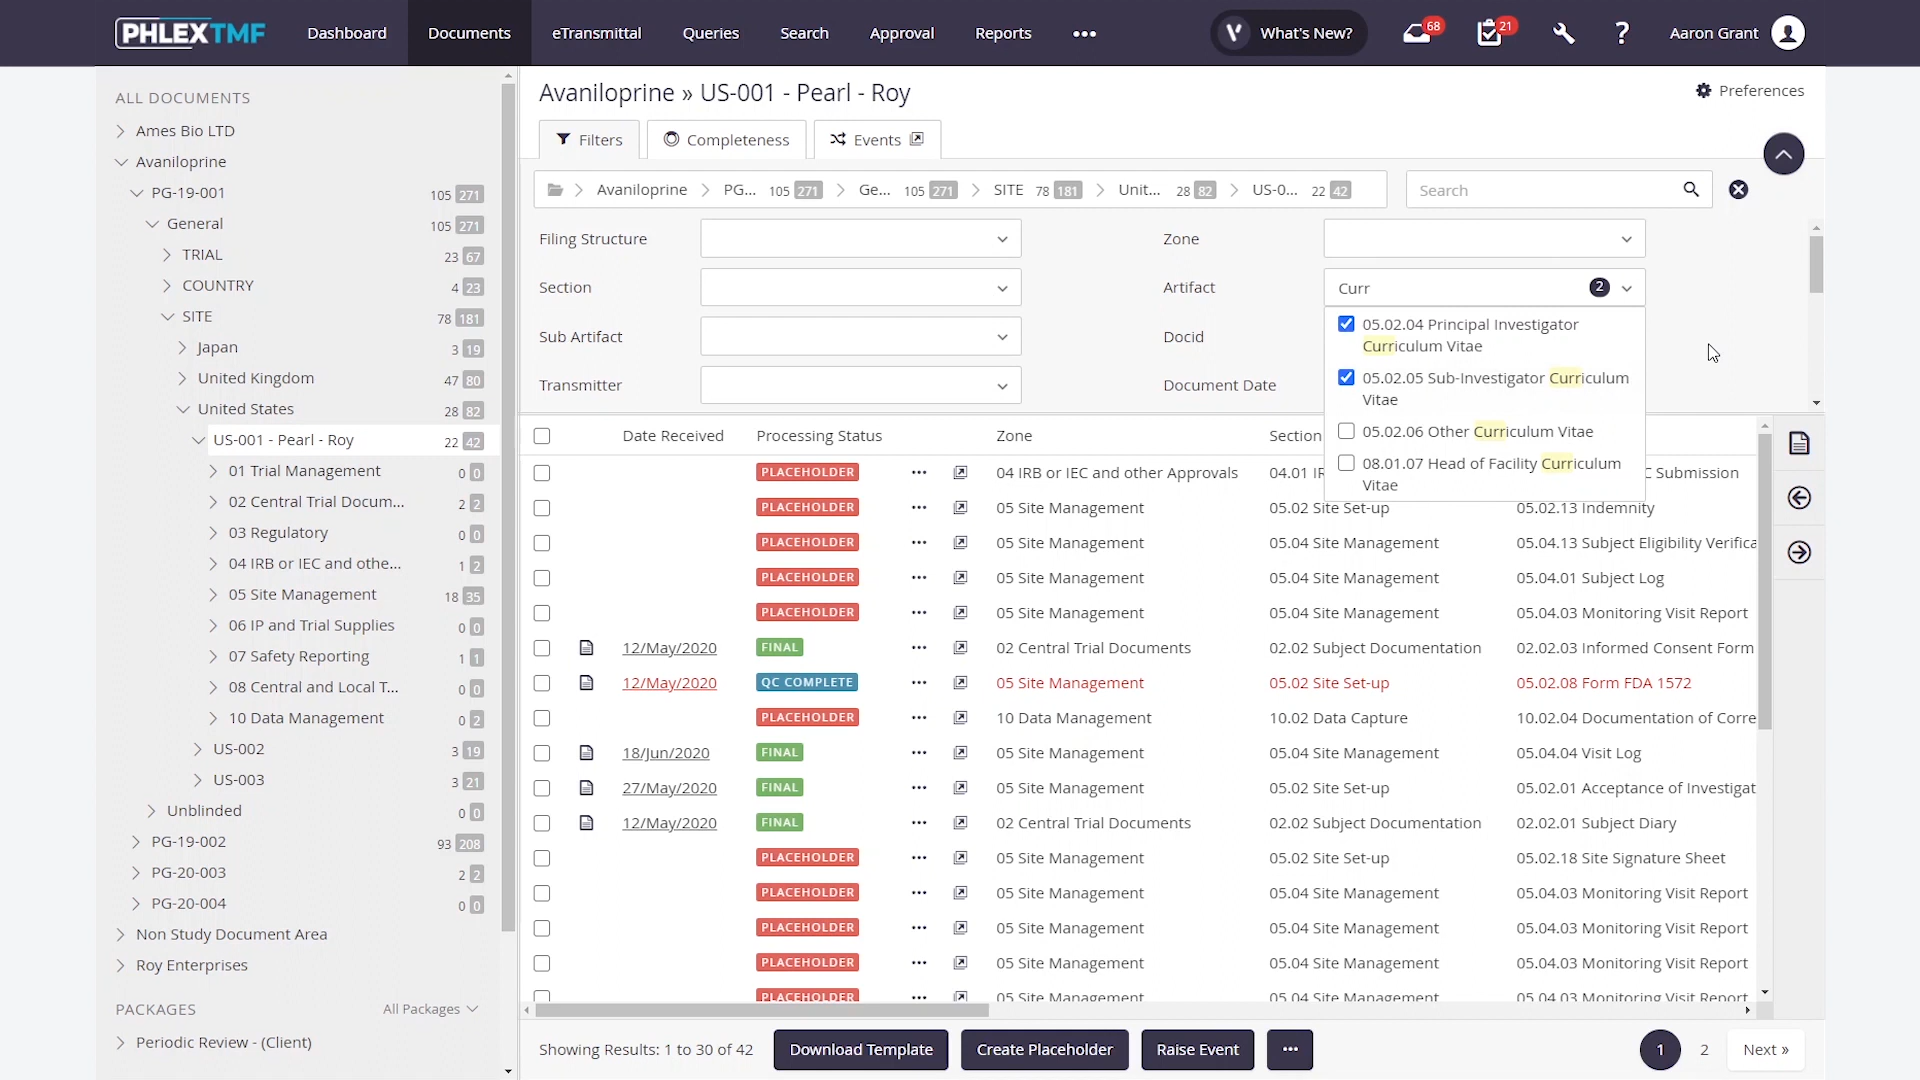 PHLEXTMF
Dashboard
Documents
eTransmittal
Queries
Search
Approval
Reports
What's New?
68
21
Aaron Grant
ALL DOCUMENTS
Ames Bio LTD
Avaniloprine
PG-19-001 105 271
General 105 271
TRIAL 23 67
COUNTRY 4 23
SITE 78 181
Japan 3 19
United Kingdom 47 80
United States 28 82
US-001 - Pearl - Roy 22 42
01 Trial Management 0 0
02 Central Trial Docum... 2 2
03 Regulatory 0 0
04 IRB or IEC and othe... 1 2
05 Site Management 18 35
06 IP and Trial Supplies 0 0
07 Safety Reporting 1 1
08 Central and Local T... 0 0
10 Data Management 0 2
US-002 3 19
US-003 3 21
Unblinded 0 0
PG-19-002 93 208
PG-20-003 2 2
PG-20-004 0 0
Non Study Document Area
Roy Enterprises
PACKAGES All Packages
Periodic Review - (Client)
Avaniloprine » US-001 - Pearl - Roy
Preferences
Filters
Completeness
Events
Avaniloprine PG... 105 271 Ge... 105 271 SITE 78 181 Unit... 28 82 US-0... 22 42
Search
Filing Structure
Zone
Section
Artifact Curr 2
Sub Artifact
Docid
Transmitter
Document Date
05.02.04 Principal Investigator
Curriculum Vitae
05.02.05 Sub-Investigator Curriculum
Vitae
05.02.06 Other Curriculum Vitae
08.01.07 Head of Facility Curriculum
Vitae
Date Received Processing Status Zone Section
PLACEHOLDER ... 04 IRB or IEC and other Approvals 04.01 IR C Submission
PLACEHOLDER ... 05 Site Management 05.02 Site Set-up 05.02.13 Indemnity
PLACEHOLDER ... 05 Site Management 05.04 Site Management 05.04.13 Subject Eligibility Verifica
PLACEHOLDER ... 05 Site Management 05.04 Site Management 05.04.01 Subject Log
PLACEHOLDER ... 05 Site Management 05.04 Site Management 05.04.03 Monitoring Visit Report
12/May/2020 FINAL ... 02 Central Trial Documents 02.02 Subject Documentation 02.02.03 Informed Consent Form
12/May/2020 QC COMPLETE ... 05 Site Management 05.02 Site Set-up 05.02.08 Form FDA 1572
PLACEHOLDER ... 10 Data Management 10.02 Data Capture 10.02.04 Documentation of Corre
18/Jun/2020 FINAL ... 05 Site Management 05.04 Site Management 05.04.04 Visit Log
27/May/2020 FINAL ... 05 Site Management 05.02 Site Set-up 05.02.01 Acceptance of Investigat
12/May/2020 FINAL ... 02 Central Trial Documents 02.02 Subject Documentation 02.02.01 Subject Diary
PLACEHOLDER ... 05 Site Management 05.02 Site Set-up 05.02.18 Site Signature Sheet
PLACEHOLDER ... 05 Site Management 05.04 Site Management 05.04.03 Monitoring Visit Report
PLACEHOLDER ... 05 Site Management 05.04 Site Management 05.04.03 Monitoring Visit Report
PLACEHOLDER ... 05 Site Management 05.04 Site Management 05.04.03 Monitoring Visit Report
PLACEHOLDER ... 05 Site Management 05.04 Site Management 05.04.03 Monitoring Visit Report
Showing Results: 1 to 30 of 42
Download Template
Create Placeholder
Raise Event
...
1 2 Next »